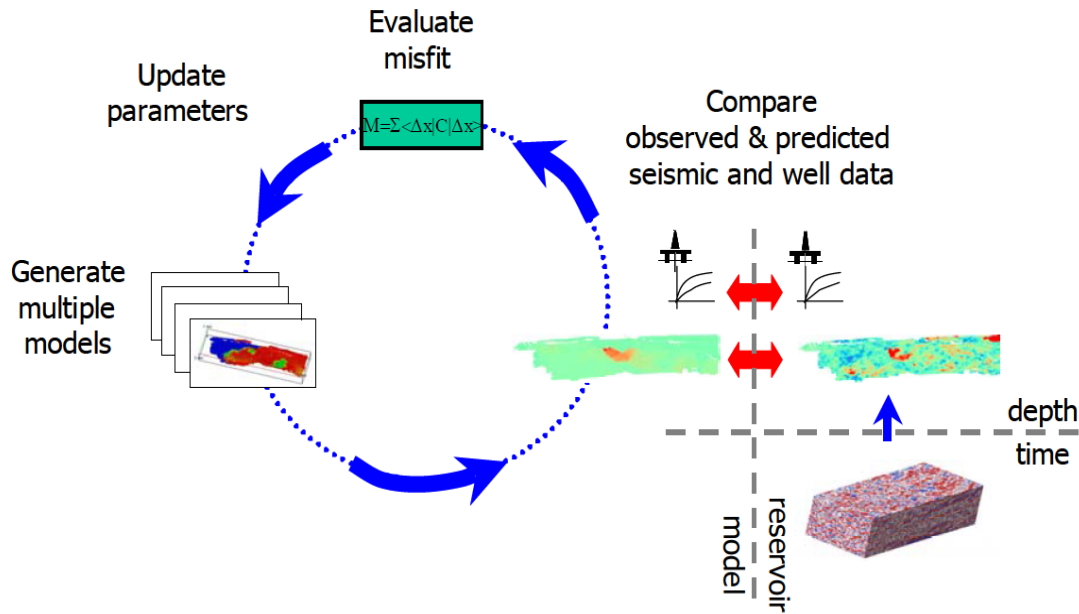 Evaluate
misfit
Update
parameters
M=Σ<Δx|C|Δx>
Compare
observed & predicted
seismic and well data
Generate
multiple
models
depth
time
reservoir
model